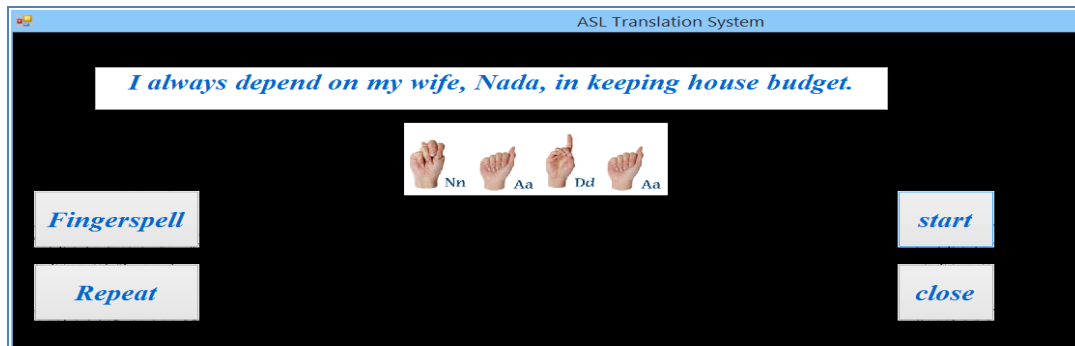 ASL Translation System
I always depend on my wife, Nada, in keeping house budget.
Nn Aa Dd Aa
Fingerspell
start
Repeat
close